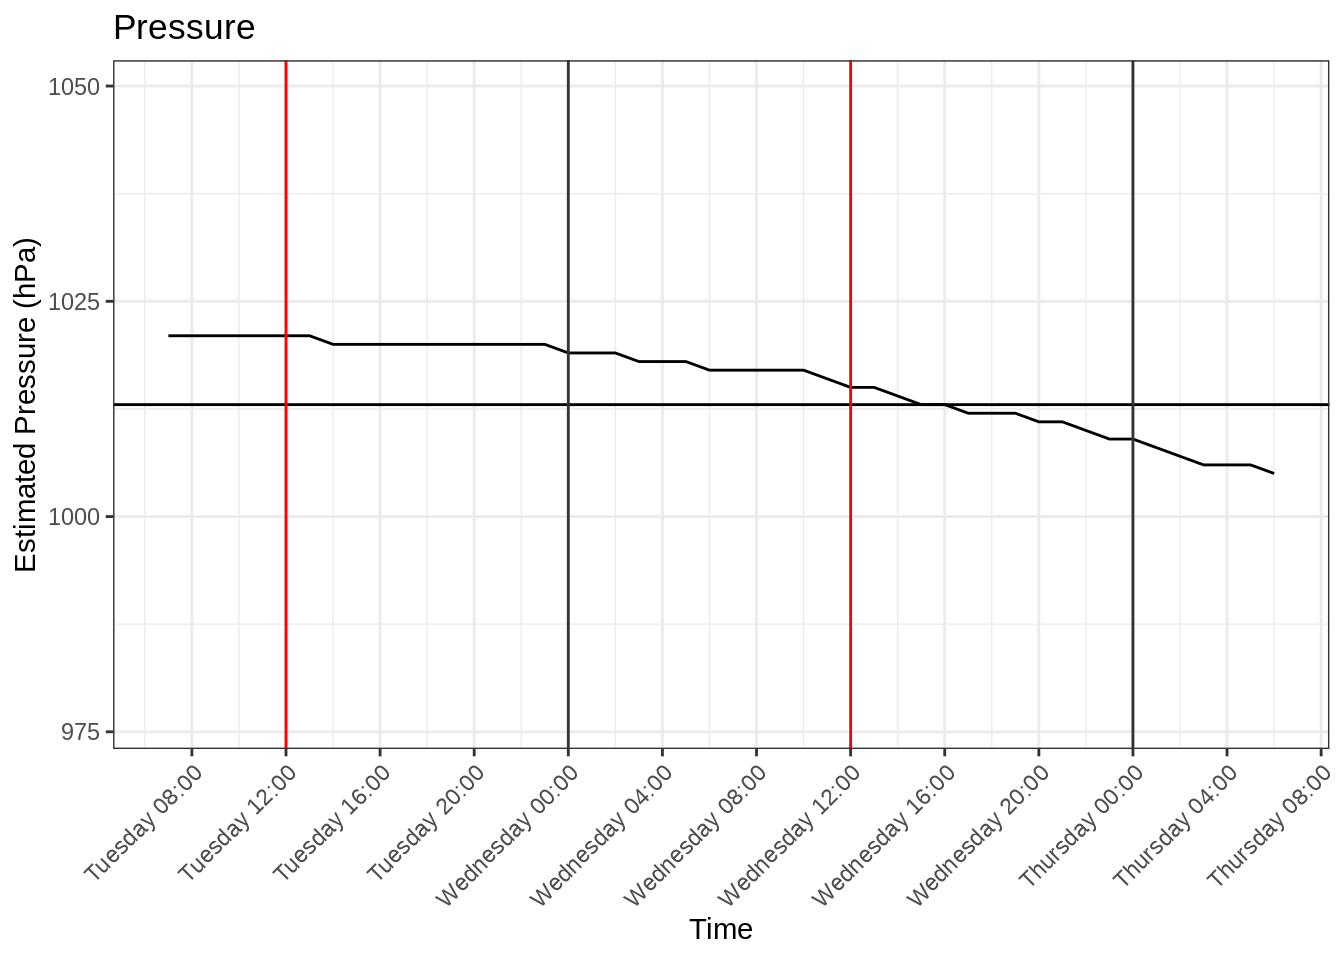 Pressure
Estimated Pressure (hPa)
1050
1025
1000
975
Tuesday 08:00
Tuesday 12:00
Tuesday 16:00
Tuesday 20:00
Wednesday 00:00
Wednesday 04:00
Wednesday 08:00
Wednesday 12:00
Wednesday 16:00
Wednesday 20:00
Thursday 00:00
Thursday 04:00
Thursday 08:00
Time